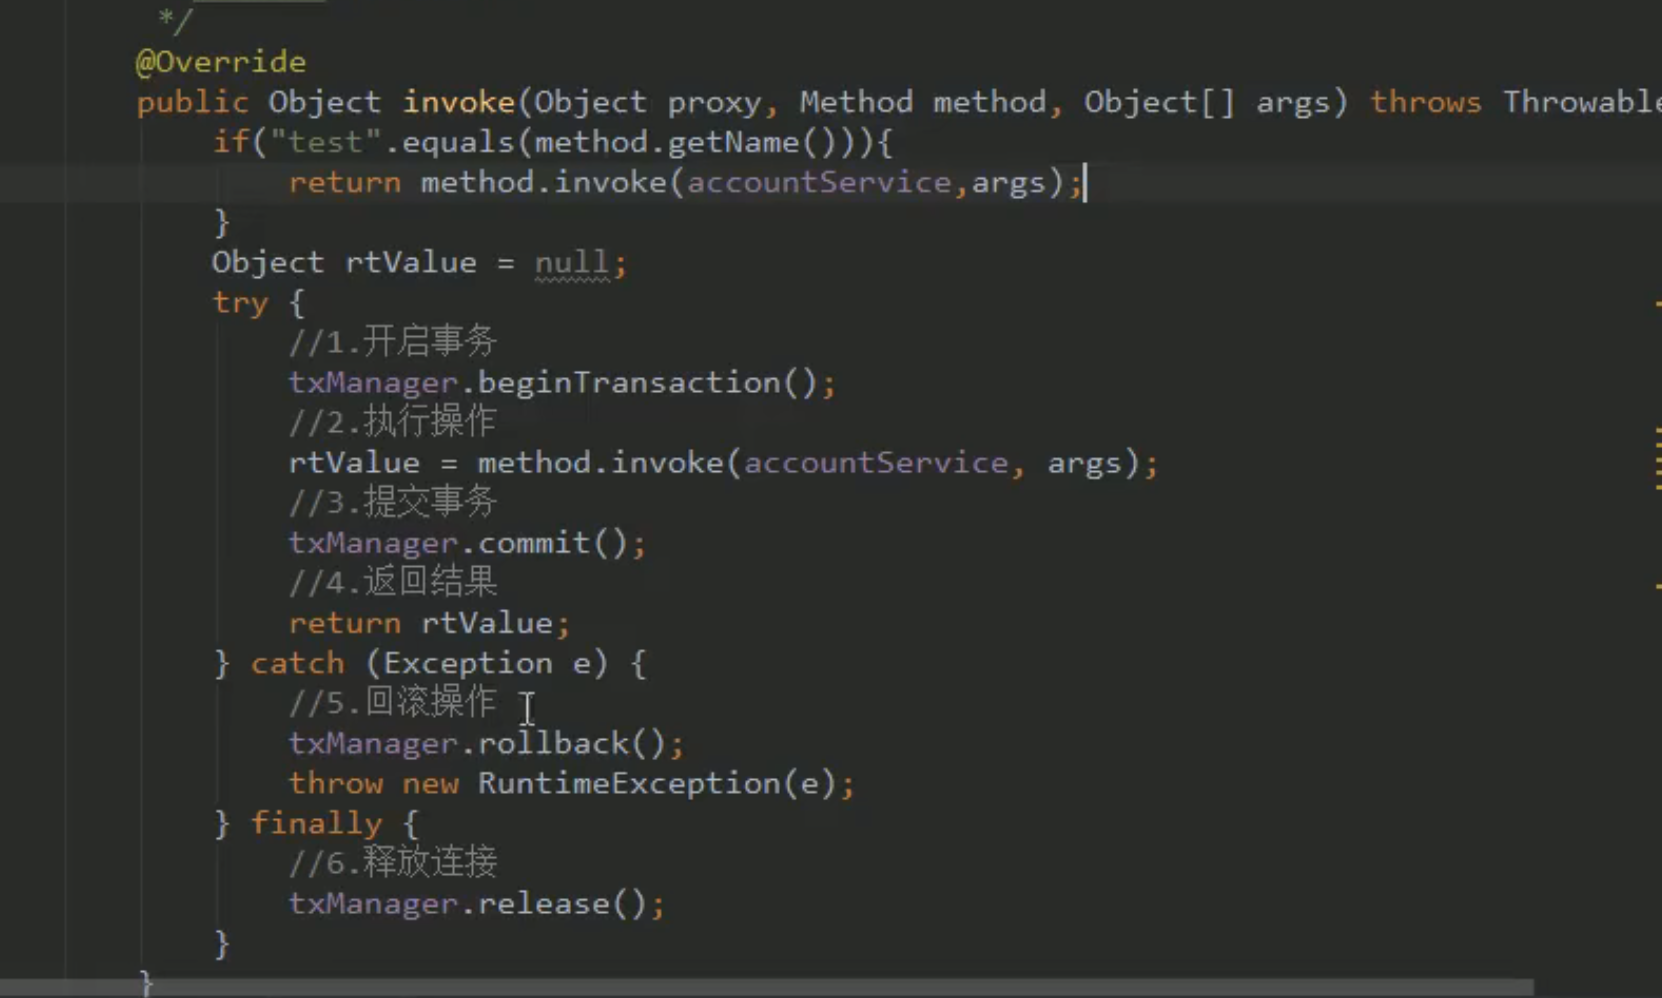 */
@Override
public Object invoke(Object proxy, Method method, Object[] args) throws Throwable
if("test".equals(method.getName())){
return method.invoke(accountService,args);
}
Object rtValue = null;
try {
//1.开启事务
txManager.beginTransaction();
//2.执行操作
rtValue = method.invoke(accountService, args);
//3.提交事务
txManager.commit();
//4.返回结果
return rtValue;
} catch (Exception e) {
//5.回滚操作
txManager.rollback();
throw new RuntimeException(e);
} finally {
//6.释放连接
txManager.release();
}
}